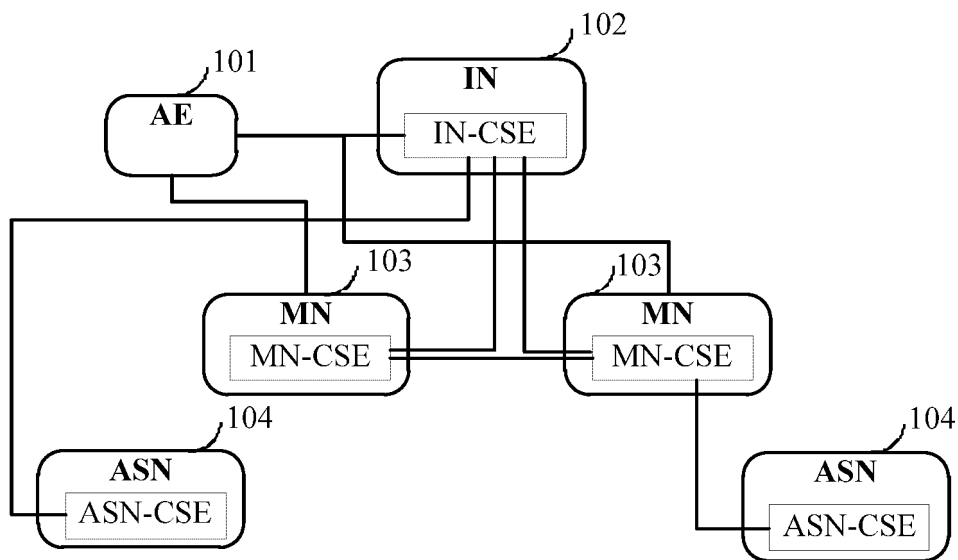 102
101
IN
AE
IN-CSE
103
103
MN
MN
MN-CSE
MN-CSE
104
104
ASN
ASN
ASN-CSE
ASN-CSE